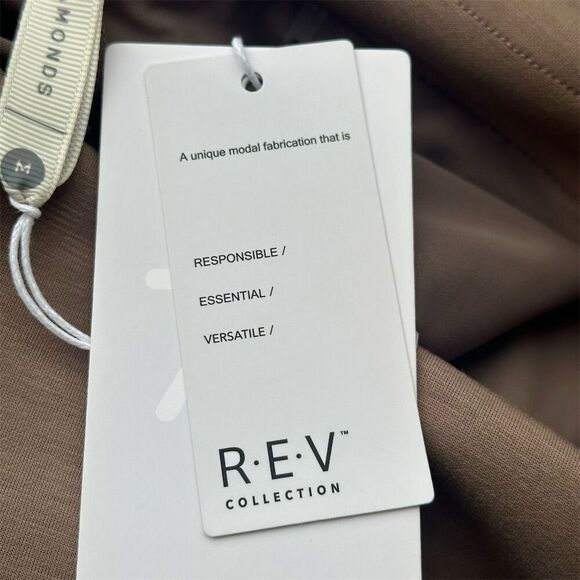 MONDS
M
A unique modal fabrication that is
RESPONSIBLE /
ESSENTIAL /
VERSATILE /
R·E·V™
COLLECTION